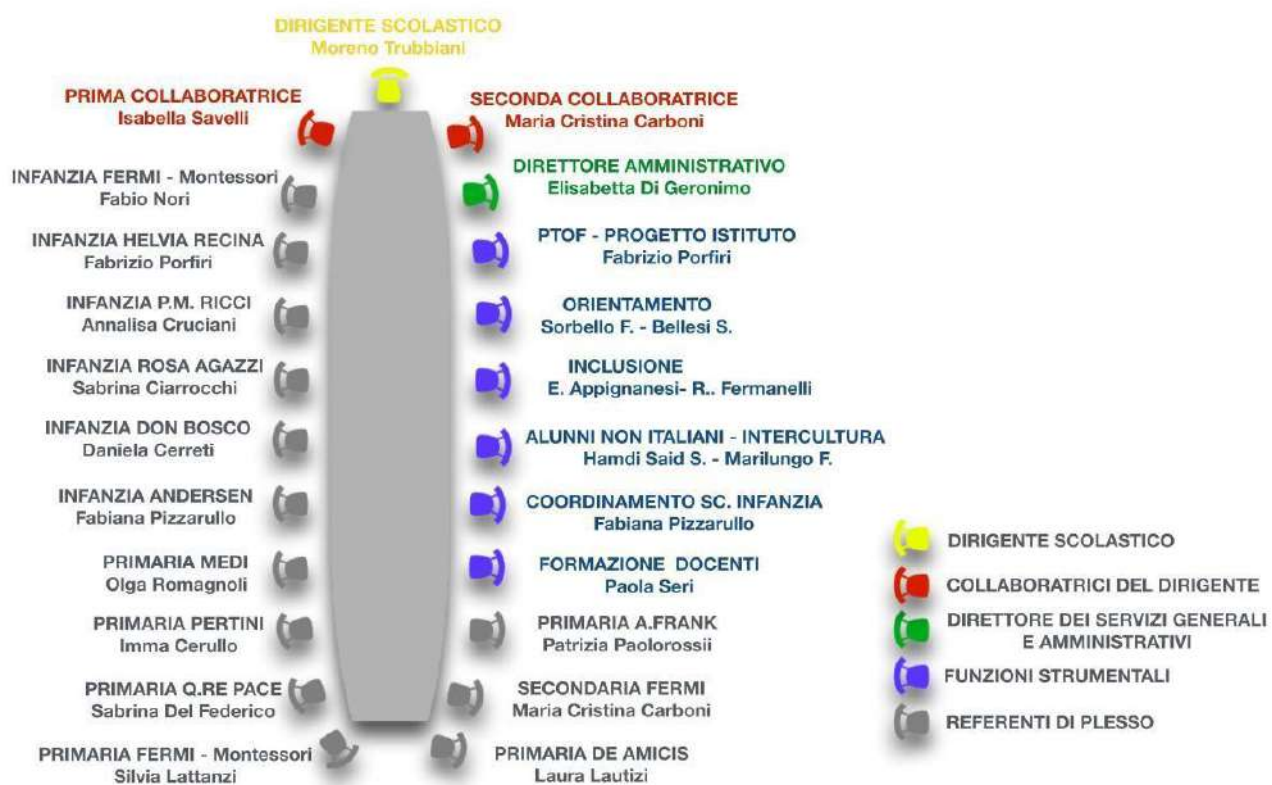 DIRIGENTE SCOLASTICO
Moreno Trubbiani
PRIMA COLLABORATRICE
Isabella Savelli
INFANZIA FERMI - Montessori
Fabio Nori
INFANZIA HELVIA RECINA
Fabrizio Porfiri
INFANZIA P.M. RICCI
Annalisa Cruciani
INFANZIA ROSA AGAZZI
Sabrina Ciarrocchi
INFANZIA DON BOSCO
Daniela Cerreti
INFANZIA ANDERSEN
Fabiana Pizzarullo
PRIMARIA MEDI
Olga Romagnoli
PRIMARIA PERTINI
Imma Cerullo
PRIMARIA Q.RE PACE
Sabrina Del Federico
PRIMARIA FERMI - Montessori
Silvia Lattanzi
SECONDA COLLABORATRICE
Maria Cristina Carboni
DIRETTORE AMMINISTRATIVO
Elisabetta Di Geronimo
PTOF - PROGETTO ISTITUTO
Fabrizio Porfiri
ORIENTAMENTO
Sorbello F. - Bellesi S.
INCLUSIONE
E. Appignanesi- R.. Fermanelli
ALUNNI NON ITALIANI - INTERCULTURA
Hamdi Said S. - Marilungo F.
COORDINAMENTO SC. INFANZIA
Fabiana Pizzarullo
FORMAZIONE DOCENTI
Paola Seri
PRIMARIA A.FRANK
Patrizia Paolorossii
SECONDARIA FERMI
Maria Cristina Carboni
PRIMARIA DE AMICIS
Laura Lautizi
DIRIGENTE SCOLASTICO
COLLABORATRICI DEL DIRIGENTE
DIRETTORE DEI SERVIZI GENERALI
E AMMINISTRATIVI
FUNZIONI STRUMENTALI
REFERENTI DI PLESSO